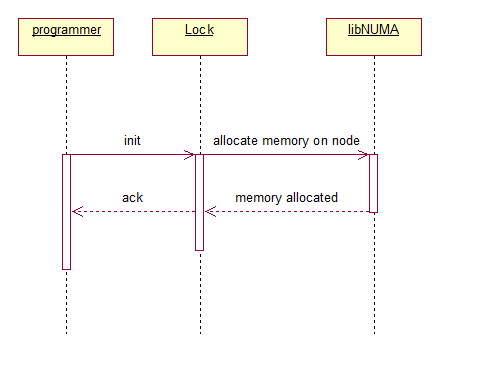 programmer
Lock
libNUMA
init
allocate memory on node
ack
memory allocated